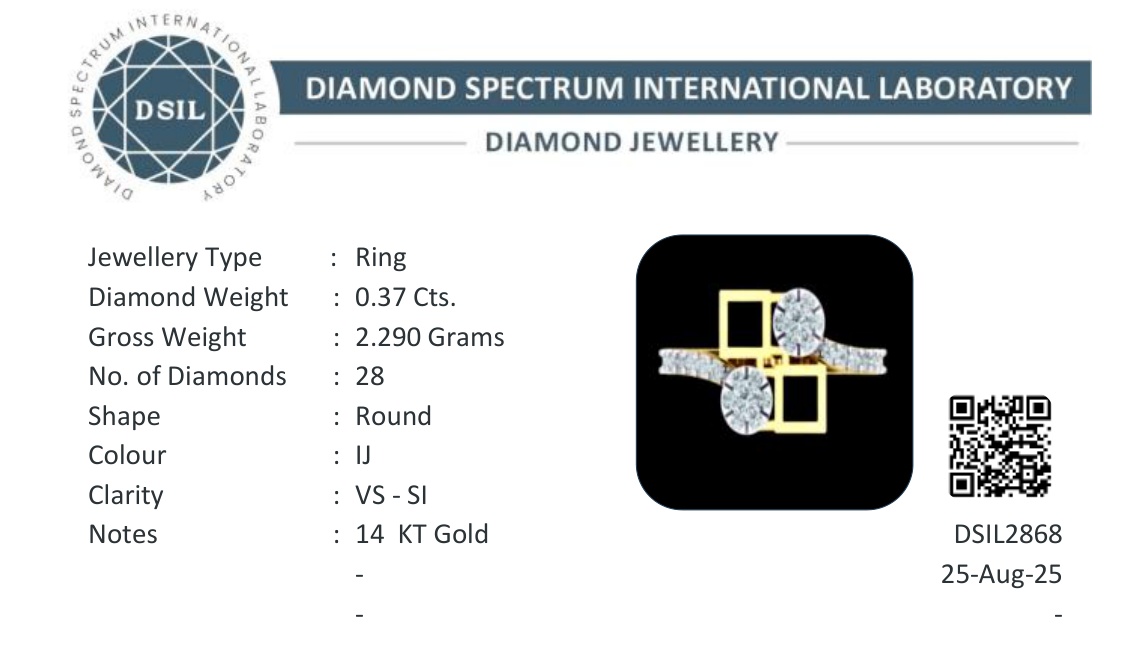 DIAMOND SPECTRUM INTERNATIONAL LABORATORY
DSIL
DIAMOND SPECTRUM INTERNATIONAL LABORATORY
DIAMOND JEWELLERY
Jewellery Type : Ring
Diamond Weight : 0.37 Cts.
Gross Weight : 2.290 Grams
No. of Diamonds : 28
Shape : Round
Colour : IJ
Clarity : VS - SI
Notes : 14 KT Gold
DSIL2868
-
25-Aug-25
-
-